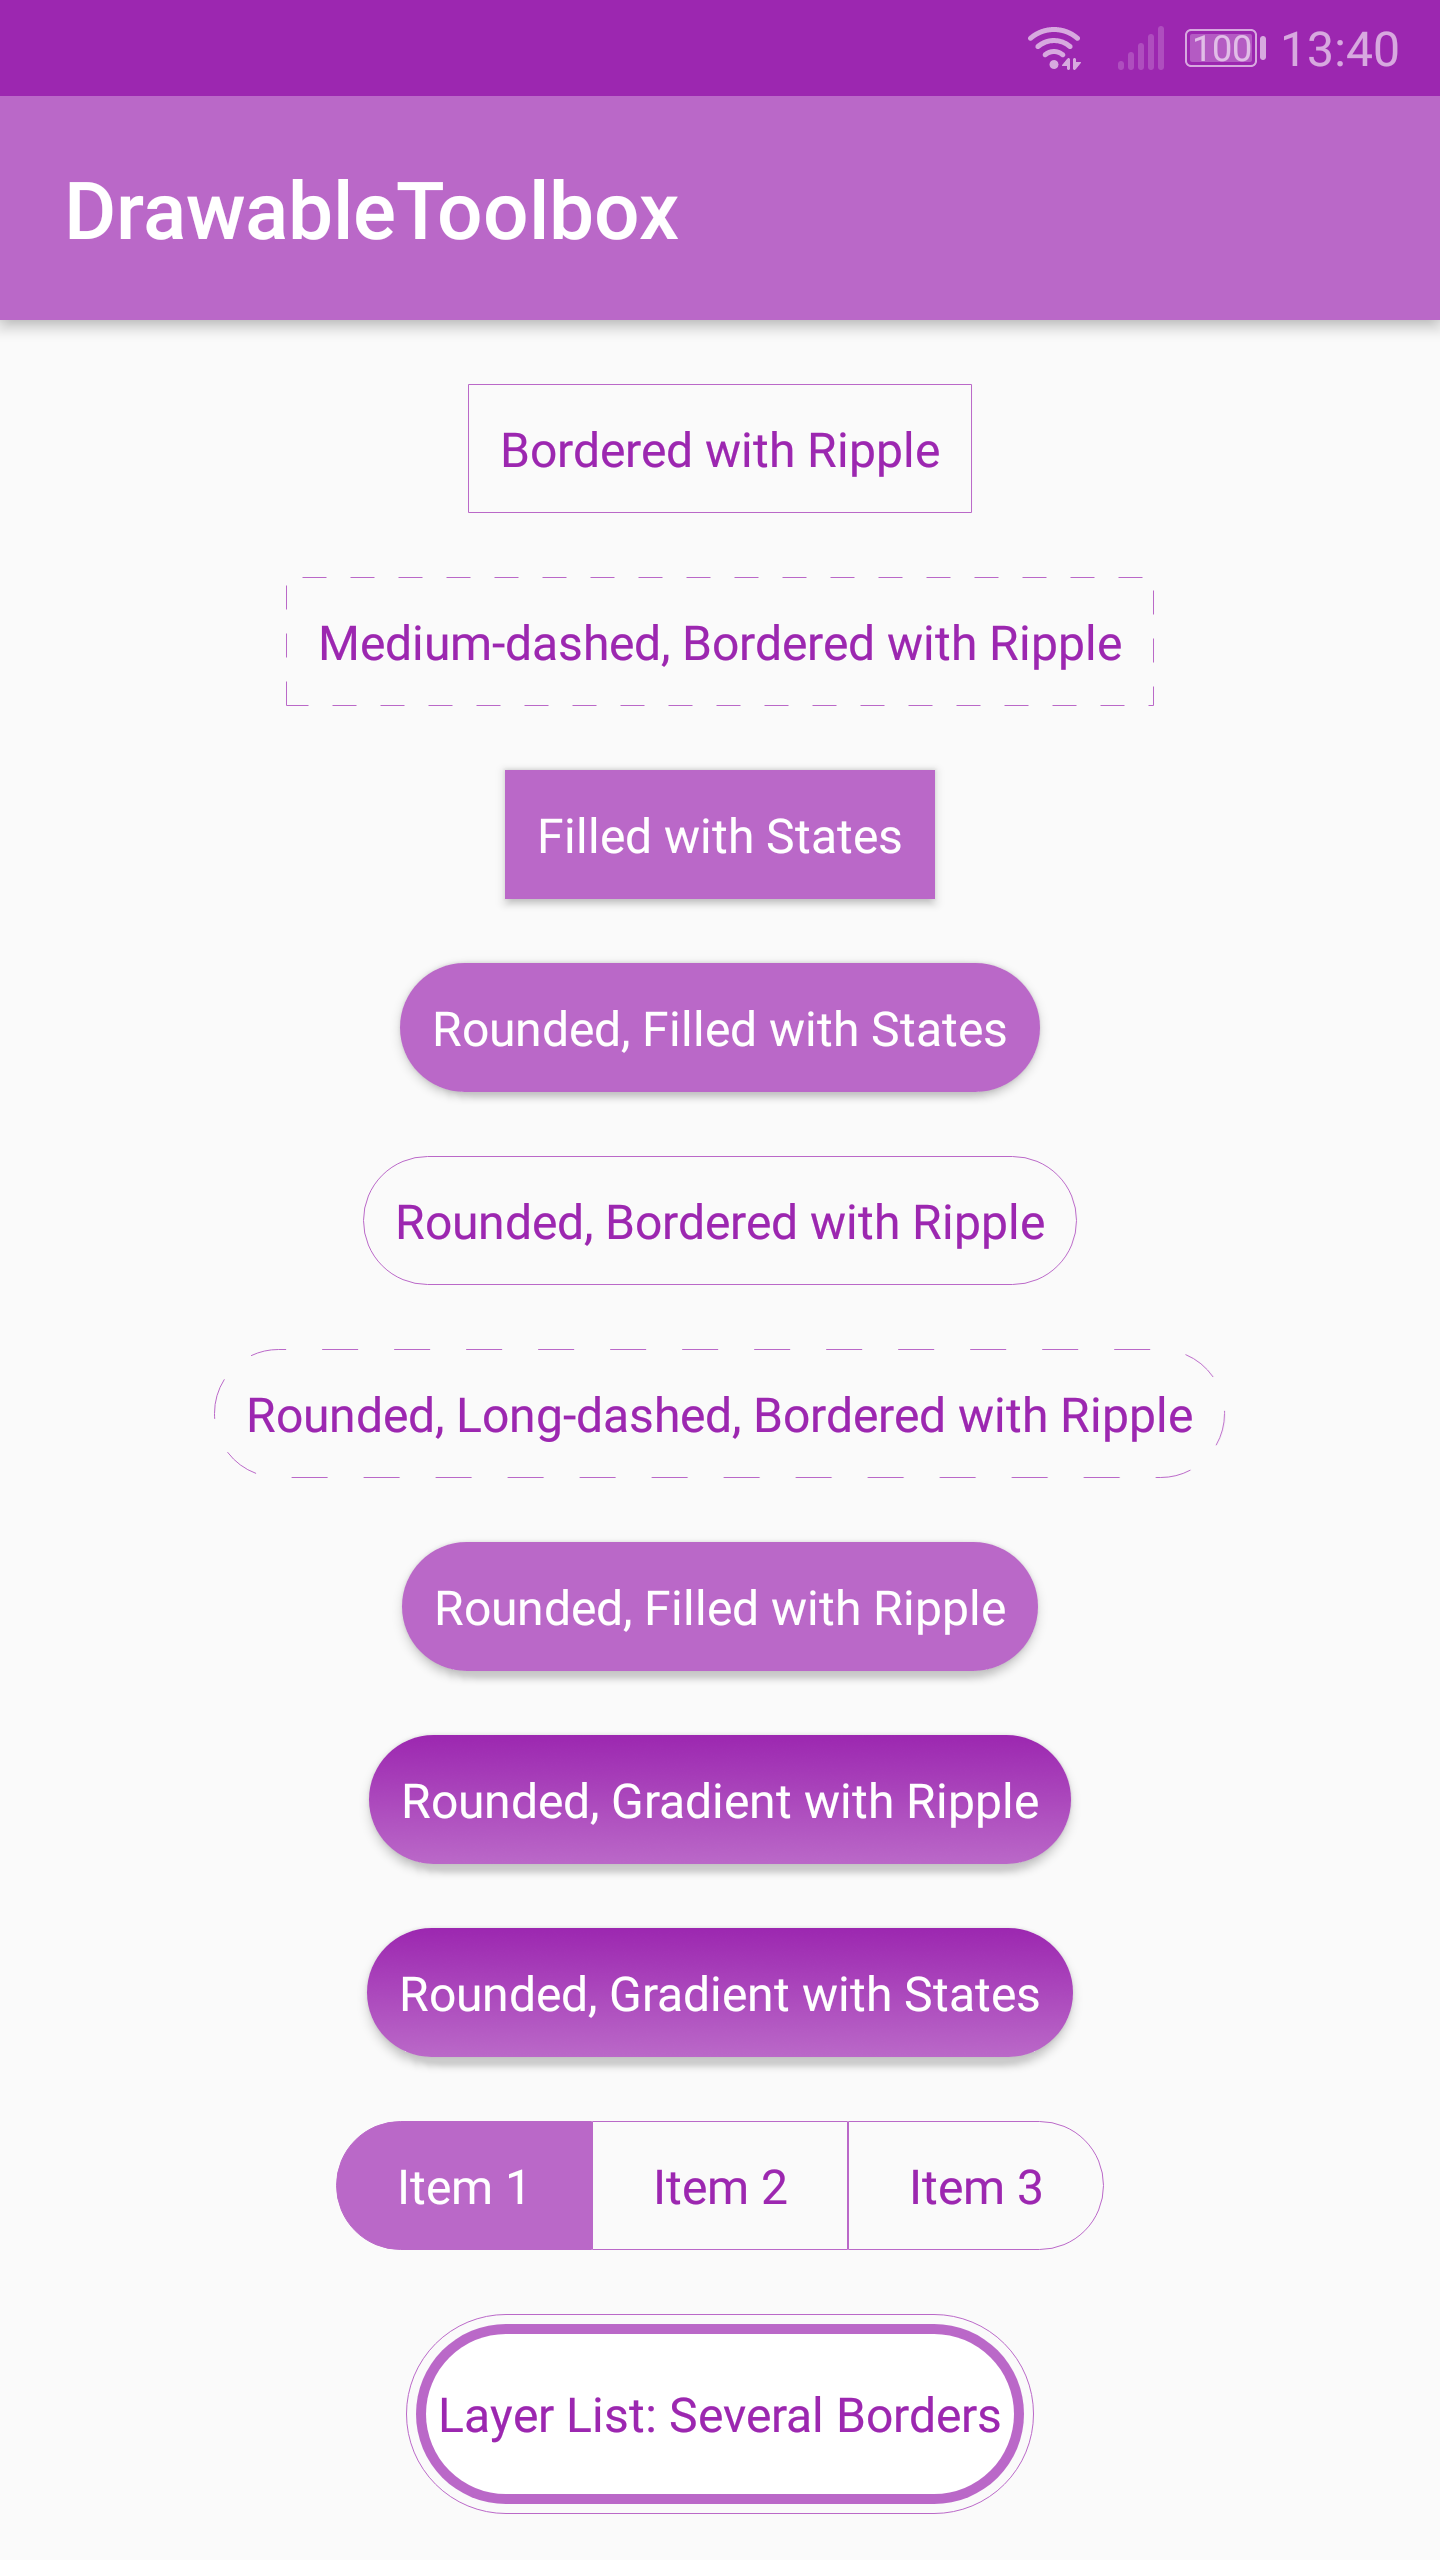 100 13:40
DrawableToolbox
Bordered with Ripple
Medium-dashed, Bordered with Ripple
Filled with States
Rounded, Filled with States
Rounded, Bordered with Ripple
Rounded, Long-dashed, Bordered with Ripple
Rounded, Filled with Ripple
Rounded, Gradient with Ripple
Rounded, Gradient with States
Item 1 Item 2 Item 3
Layer List: Several Borders